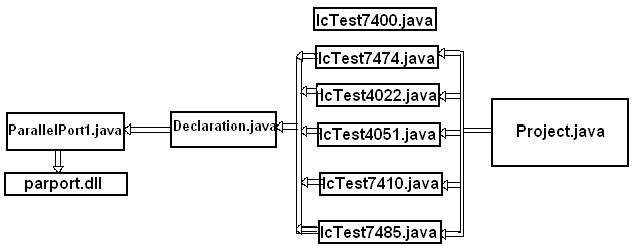 IcTest7400.java
IcTest7474.java
IcTest4022.java
ParallelPort1.java
Declaration.java
IcTest4051.java
Project.java
parport.dll
IcTest7410.java
IcTest7485.java